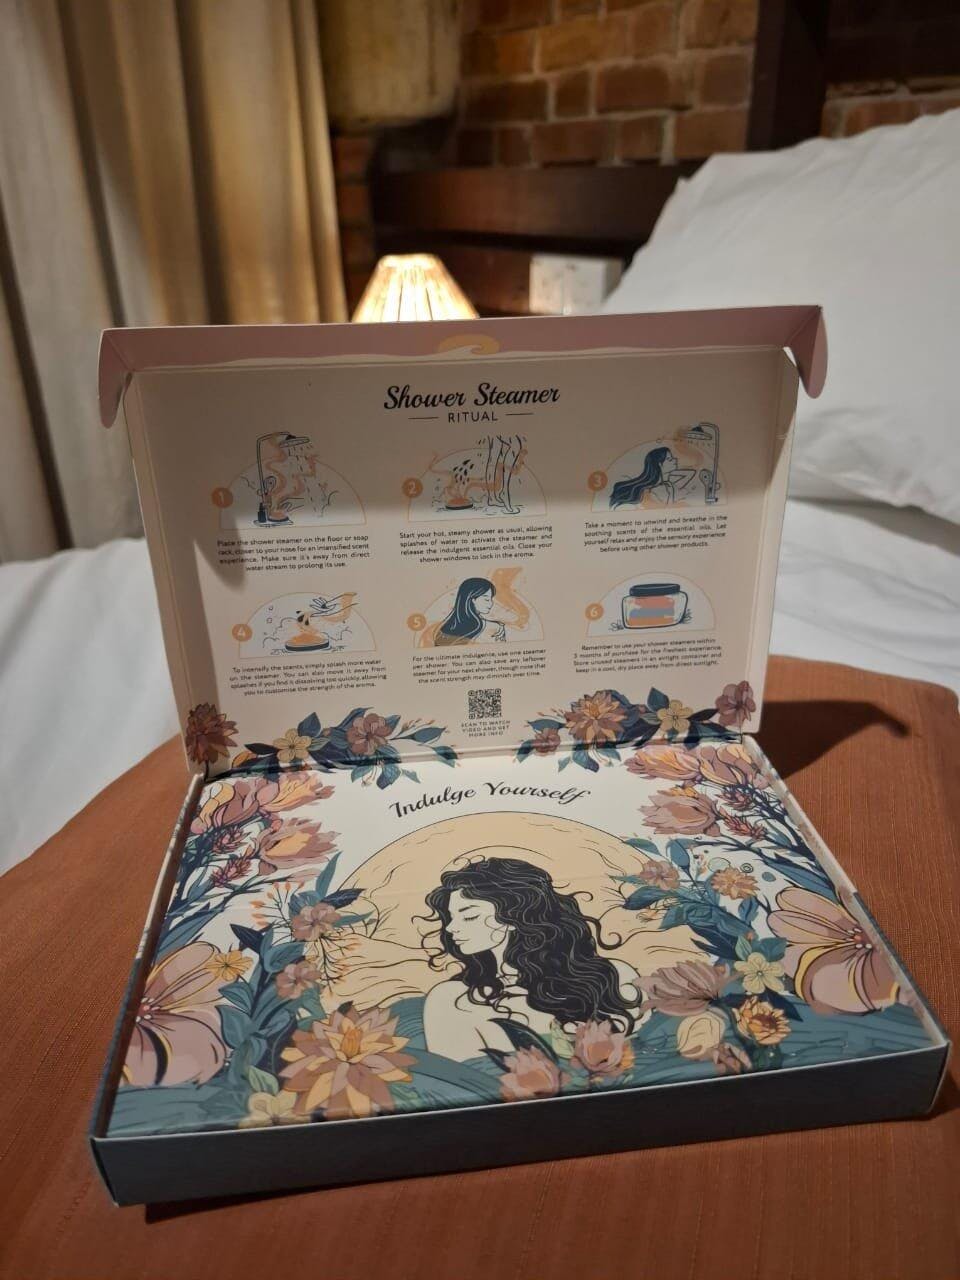 Shower Steamer
RITUAL
1
Place the shower steamer on the floor or soap
rack, closer to your nose for an intensified scent
experience. Make sure it's away from direct
water stream to prolong its use.
2
Start your hot, steamy shower as usual, allowing
splashes of water to activate the steamer and
release the indulgent essential oils. Close your
shower windows to lock in the aroma.
3
Take a moment to unwind and breathe in the
soothing scents of the essential oils. Let
yourself relax and enjoy the sensory experience
before using other shower products.
4
To intensify the scents, simply splash more water
on the steamer. You can also move it away from
splashes if you find it dissolving too quickly, allowing
you to customise the strength of the aroma.
5
For the ultimate indulgence, use one steamer
per shower. You can also save any leftover
steamer for your next shower, though note that
the scent strength may diminish over time.
6
Remember to use your shower steamers within
3 months of purchase for the freshest experience.
Store unused steamers in an airtight container and
keep in a cool, dry place away from direct sunlight.
SCAN TO WATCH
VIDEO AND GET
MORE INFO
Indulge Yourself